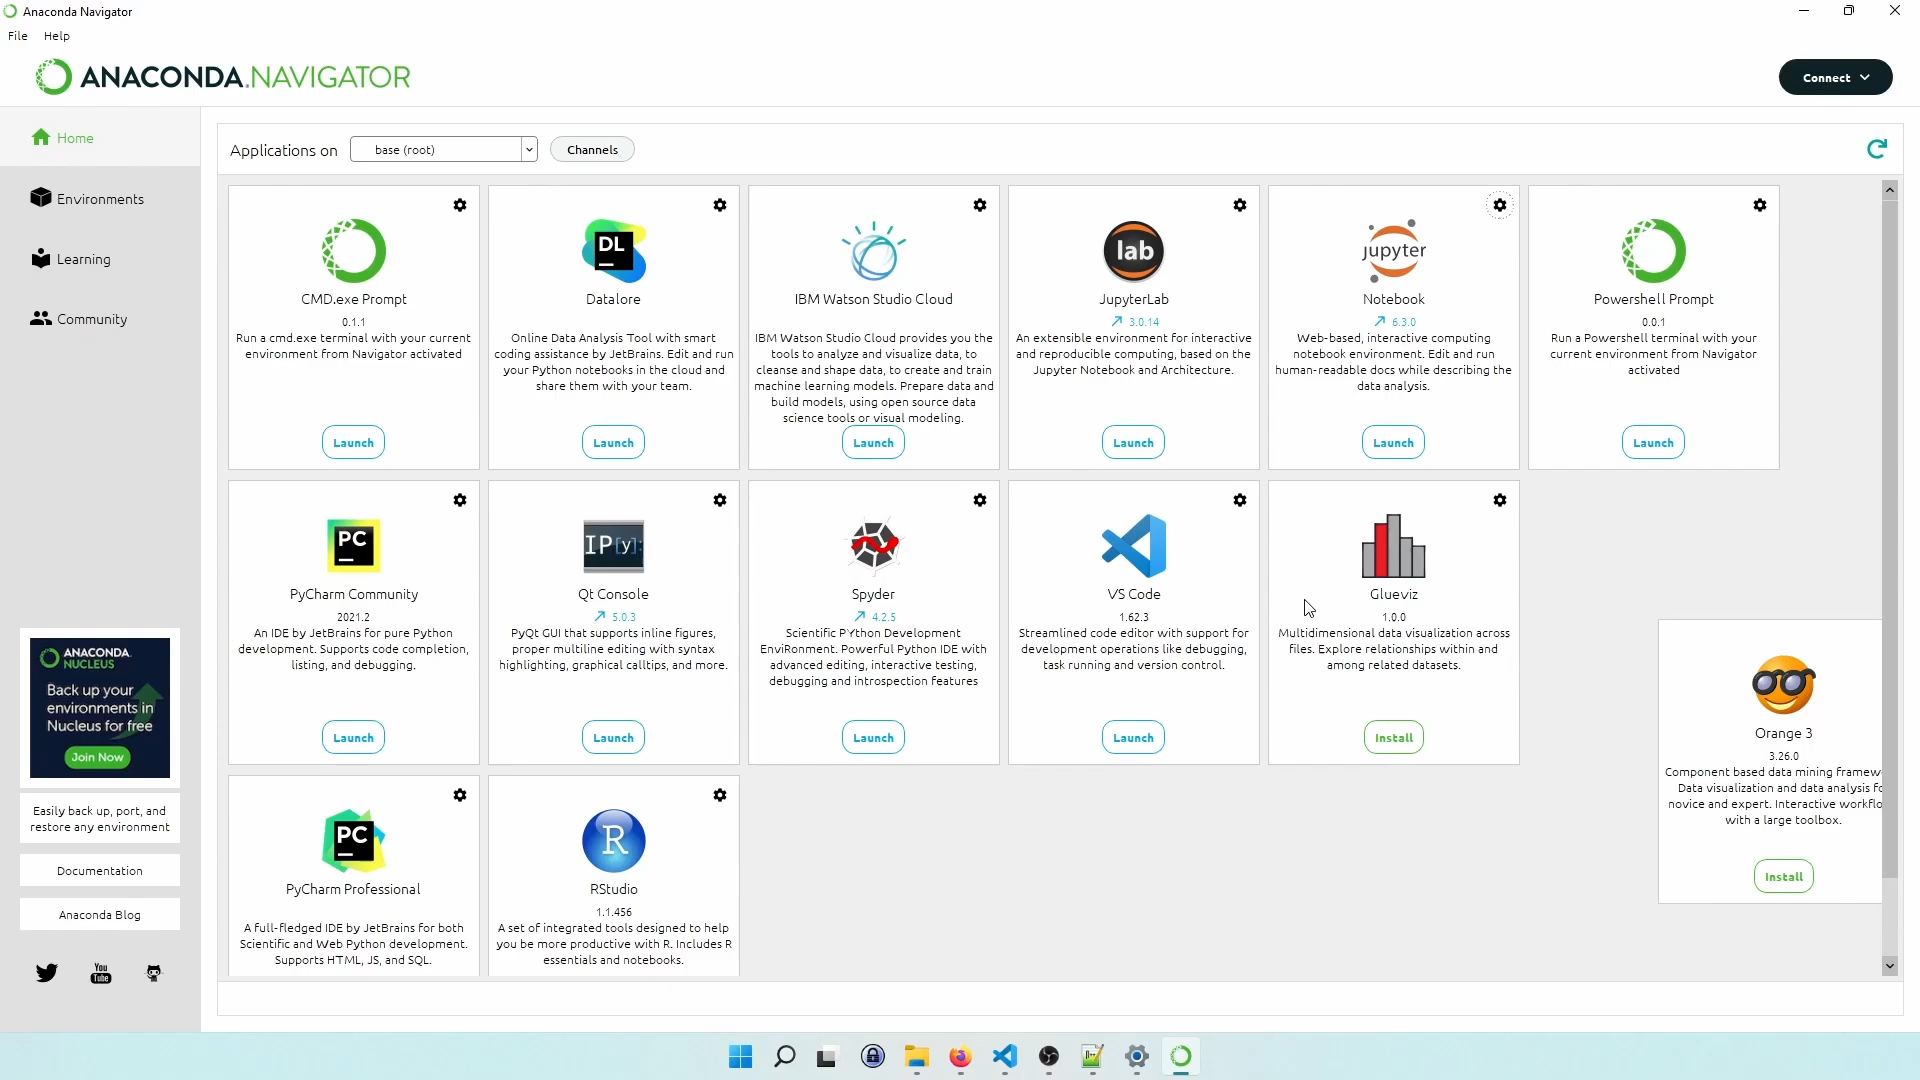 Anaconda Navigator
File Help
ANACONDA.NAVIGATOR
Connect
Home
Environments
Learning
Community
ANACONDA.
NUCLEUS
Back up your
environments in
Nucleus for free
Join Now
Easily back up, port, and
restore any environment
Documentation
Anaconda Blog
You
Tube
Applications on
base (root)
Channels
CMD.exe Prompt
0.1.1
Run a cmd.exe terminal with your current
environment from Navigator activated
Launch
DL
Datalore
Online Data Analysis Tool with smart
coding assistance by JetBrains. Edit and run
your Python notebooks in the cloud and
share them with your team.
Launch
IBM Watson Studio Cloud
IBM Watson Studio Cloud provides you the
tools to analyze and visualize data, to
cleanse and shape data, to create and train
machine learning models. Prepare data and
build models, using open source data
science tools or visual modeling.
Launch
lab
JupyterLab
3.0.14
An extensible environment for interactive
and reproducible computing, based on the
Jupyter Notebook and Architecture.
Launch
jupyter
Notebook
6.3.0
Web-based, interactive computing
notebook environment. Edit and run
human-readable docs while describing the
data analysis.
Launch
Powershell Prompt
0.0.1
Run a Powershell terminal with your
current environment from Navigator
activated
Launch
PC
PyCharm Community
2021.2
An IDE by JetBrains for pure Python
development. Supports code completion,
listing, and debugging.
Launch
IP[y]:
Qt Console
5.0.3
PyQt GUI that supports inline figures,
proper multiline editing with syntax
highlighting, graphical calltips, and more.
Launch
Spyder
4.2.5
Scientific PYthon Development
EnviRonment. Powerful Python IDE with
advanced editing, interactive testing,
debugging and introspection features
Launch
VS Code
1.62.3
Streamlined code editor with support for
development operations like debugging,
task running and version control.
Launch
Glueviz
1.0.0
Multidimensional data visualization across
files. Explore relationships within and
among related datasets.
Install
Orange 3
3.26.0
Component based data mining framew
Data visualization and data analysis fo
novice and expert. Interactive workflo
with a large toolbox.
Install
PC
PyCharm Professional
A full-fledged IDE by JetBrains for both
Scientific and Web Python development.
Supports HTML, JS, and SQL.
R
RStudio
1.1.456
A set of integrated tools designed to help
you be more productive with R. Includes R
essentials and notebooks.